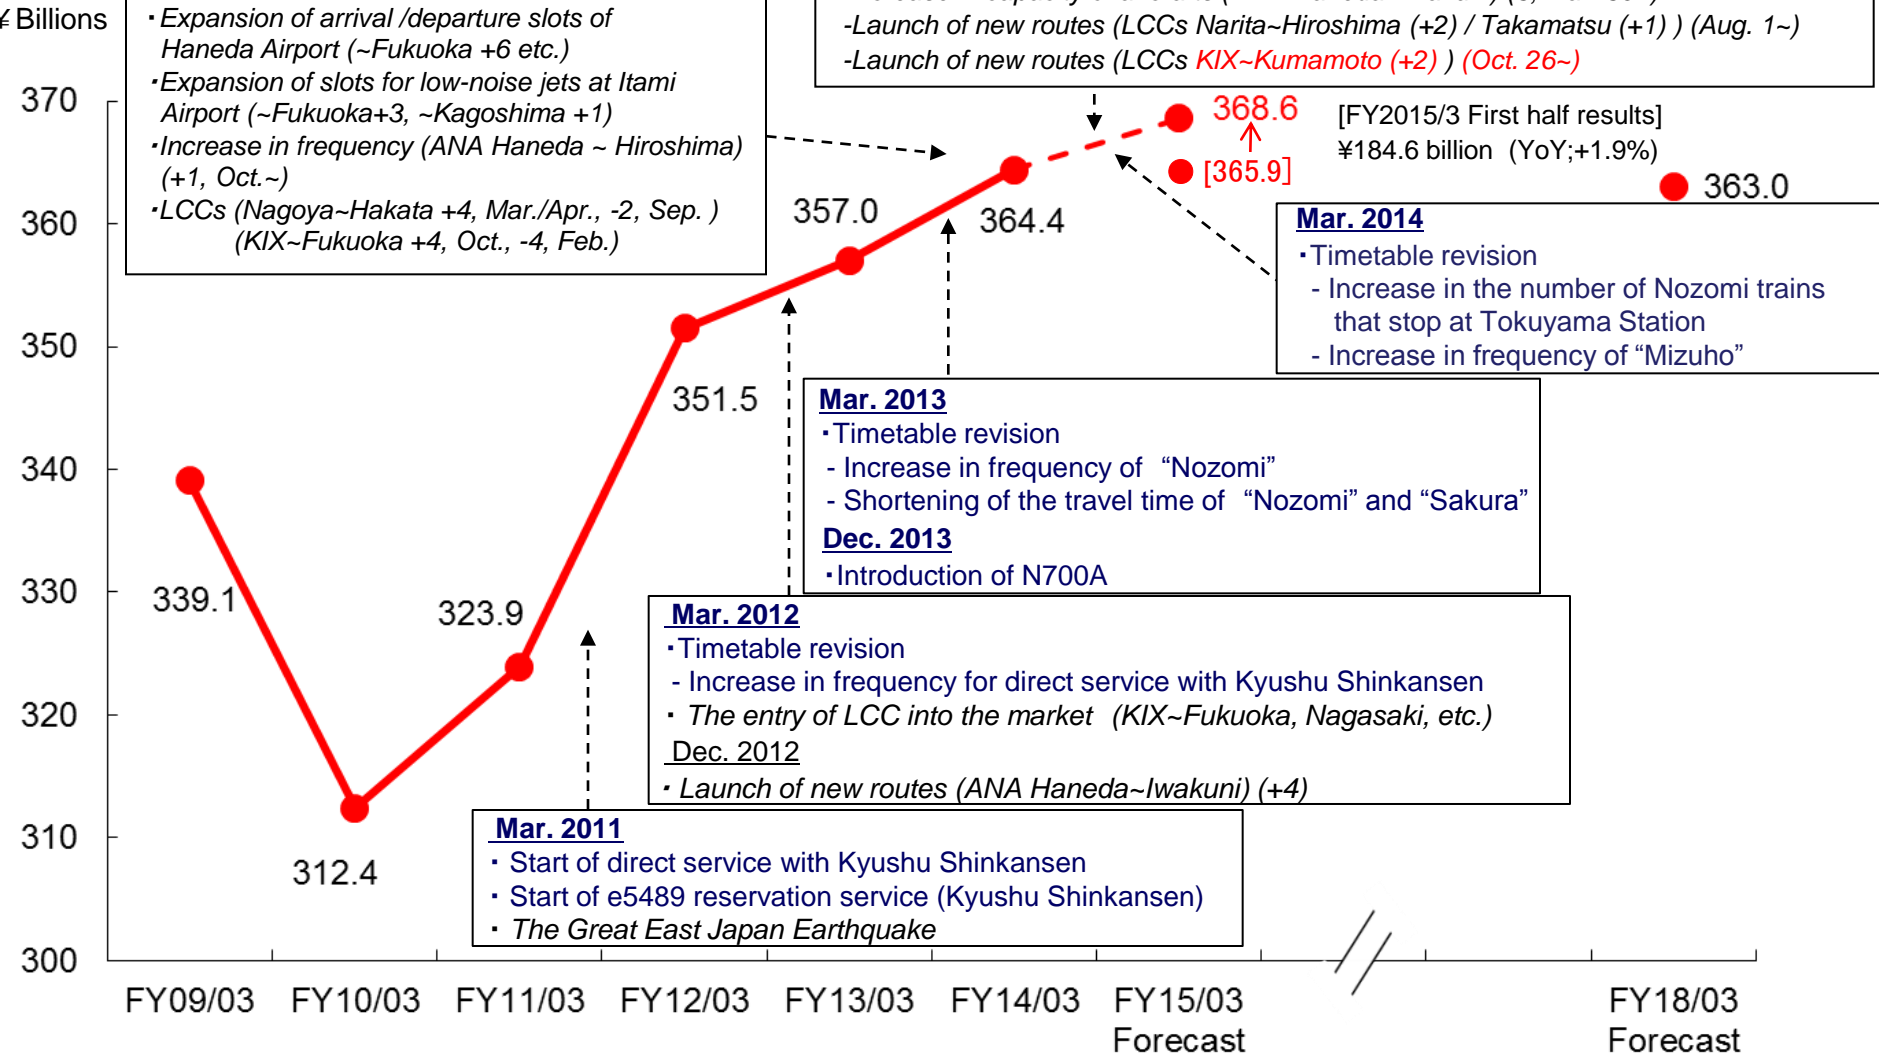 ¥ Billions
・Expansion of arrival /departure slots of
Haneda Airport (~Fukuoka +6 etc.)
・Expansion of slots for low-noise jets at Itami
Airport (~Fukuoka+3, ~Kagoshima +1)
・Increase in frequency (ANA Haneda ~ Hiroshima)
(+1, Oct.~)
・LCCs (Nagoya~Hakata +4, Mar./Apr., -2, Sep. )
(KIX~Fukuoka +4, Oct., -4, Feb.)
-Launch of new routes (LCCs Narita~Hiroshima (+2) / Takamatsu (+1) ) (Aug. 1~)
-Launch of new routes (LCCs KIX~Kumamoto (+2) ) (Oct. 26~)
370
360
350
340
330
320
310
300
368.6
[365.9]
[FY2015/3 First half results]
¥184.6 billion (YoY;+1.9%)
363.0
357.0
364.4
351.5
339.1
323.9
312.4
Mar. 2014
・Timetable revision
- Increase in the number of Nozomi trains
that stop at Tokuyama Station
- Increase in frequency of “Mizuho”
Mar. 2013
・Timetable revision
- Increase in frequency of “Nozomi”
- Shortening of the travel time of “Nozomi” and “Sakura”
Dec. 2013
・Introduction of N700A
Mar. 2012
・Timetable revision
- Increase in frequency for direct service with Kyushu Shinkansen
・ The entry of LCC into the market (KIX~Fukuoka, Nagasaki, etc.)
Dec. 2012
・ Launch of new routes (ANA Haneda~Iwakuni) (+4)
Mar. 2011
・ Start of direct service with Kyushu Shinkansen
・ Start of e5489 reservation service (Kyushu Shinkansen)
・ The Great East Japan Earthquake
FY09/03 FY10/03 FY11/03 FY12/03 FY13/03 FY14/03 FY15/03 FY18/03
Forecast Forecast